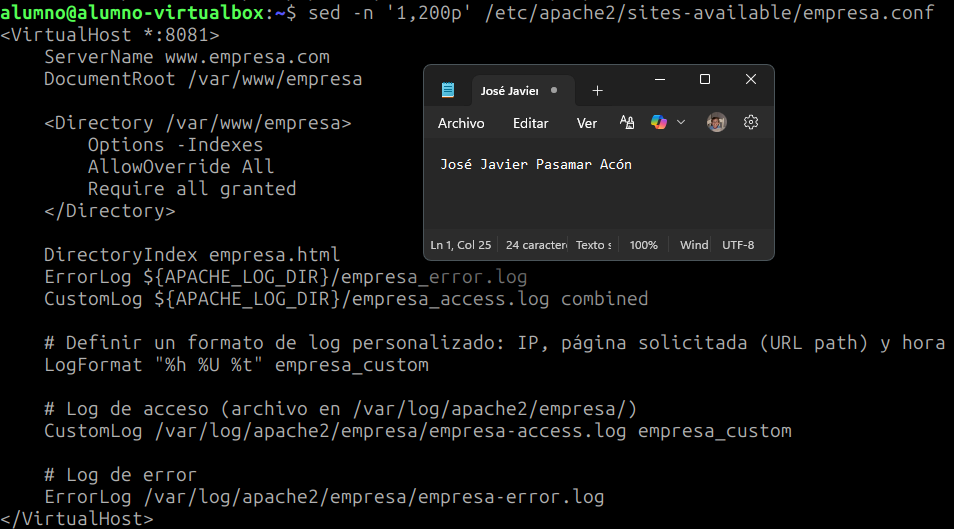 alumno@alumno-virtualbox:~$ sed -n '1,200p' /etc/apache2/sites-available/empresa.conf
<VirtualHost *:8081>
    ServerName www.empresa.com
    DocumentRoot /var/www/empresa

    <Directory /var/www/empresa>
        Options -Indexes
        AllowOverride All
        Require all granted
    </Directory>

    DirectoryIndex empresa.html
    ErrorLog ${APACHE_LOG_DIR}/empresa_error.log
    CustomLog ${APACHE_LOG_DIR}/empresa_access.log combined

    # Definir un formato de log personalizado: IP, página solicitada (URL path) y hora
    LogFormat "%h %U %t" empresa_custom

    # Log de acceso (archivo en /var/log/apache2/empresa/)
    CustomLog /var/log/apache2/empresa/empresa-access.log empresa_custom

    # Log de error
    ErrorLog /var/log/apache2/empresa/empresa-error.log
</VirtualHost>
José Javier
Archivo Editar Ver
José Javier Pasamar Acón
Ln 1, Col 25 24 caracter Texto 100% Wind UTF-8